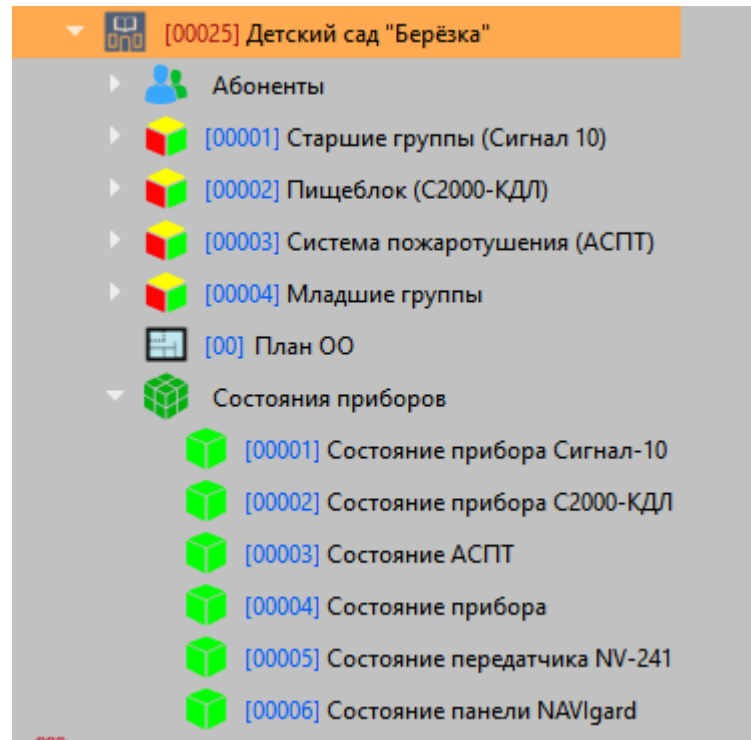 [00025] Детский сад "Берёзка"
Абоненты
[00001] Старшие группы (Сигнал 10)
[00002] Пищеблок (С2000-КДЛ)
[00003] Система пожаротушения (АСПТ)
[00004] Младшие группы
[00] План ОО
Состояния приборов
[00001] Состояние прибора Сигнал-10
[00002] Состояние прибора С2000-КДЛ
[00003] Состояние АСПТ
[00004] Состояние прибора
[00005] Состояние передатчика NV-241
[00006] Состояние панели NAVIgard